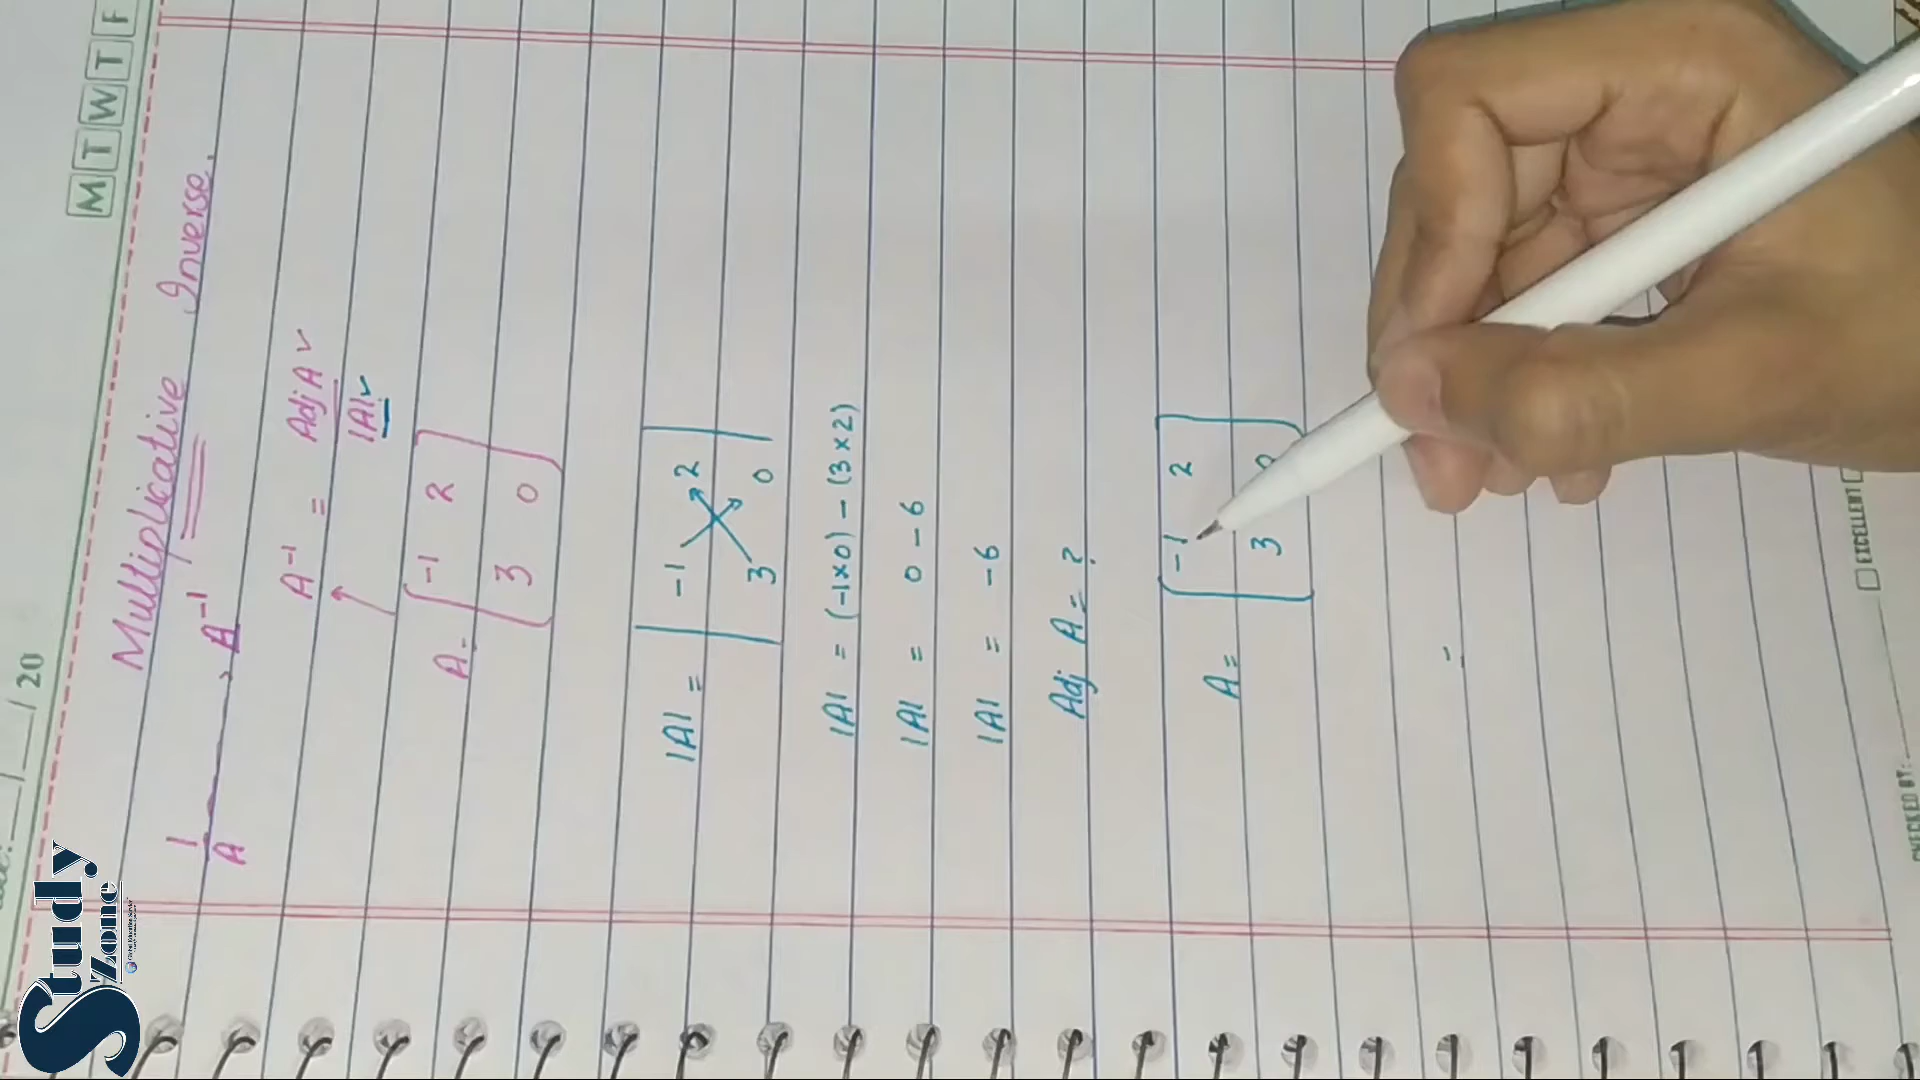 / / 20
M T W T F
Multiplicative Inverse.
1/A , A⁻¹
A⁻¹ = Adj A ✓
|A| ✓
A = [ -1 2
3 0 ]
|A| = | -1 2
3 0 |
|A| = (-1×0) - (3×2)
|A| = 0 - 6
|A| = -6
Adj A = ?
A = [ -1 2
3 0 ]
=
EXCELLENT
CHECKED BY:
Study
Zone